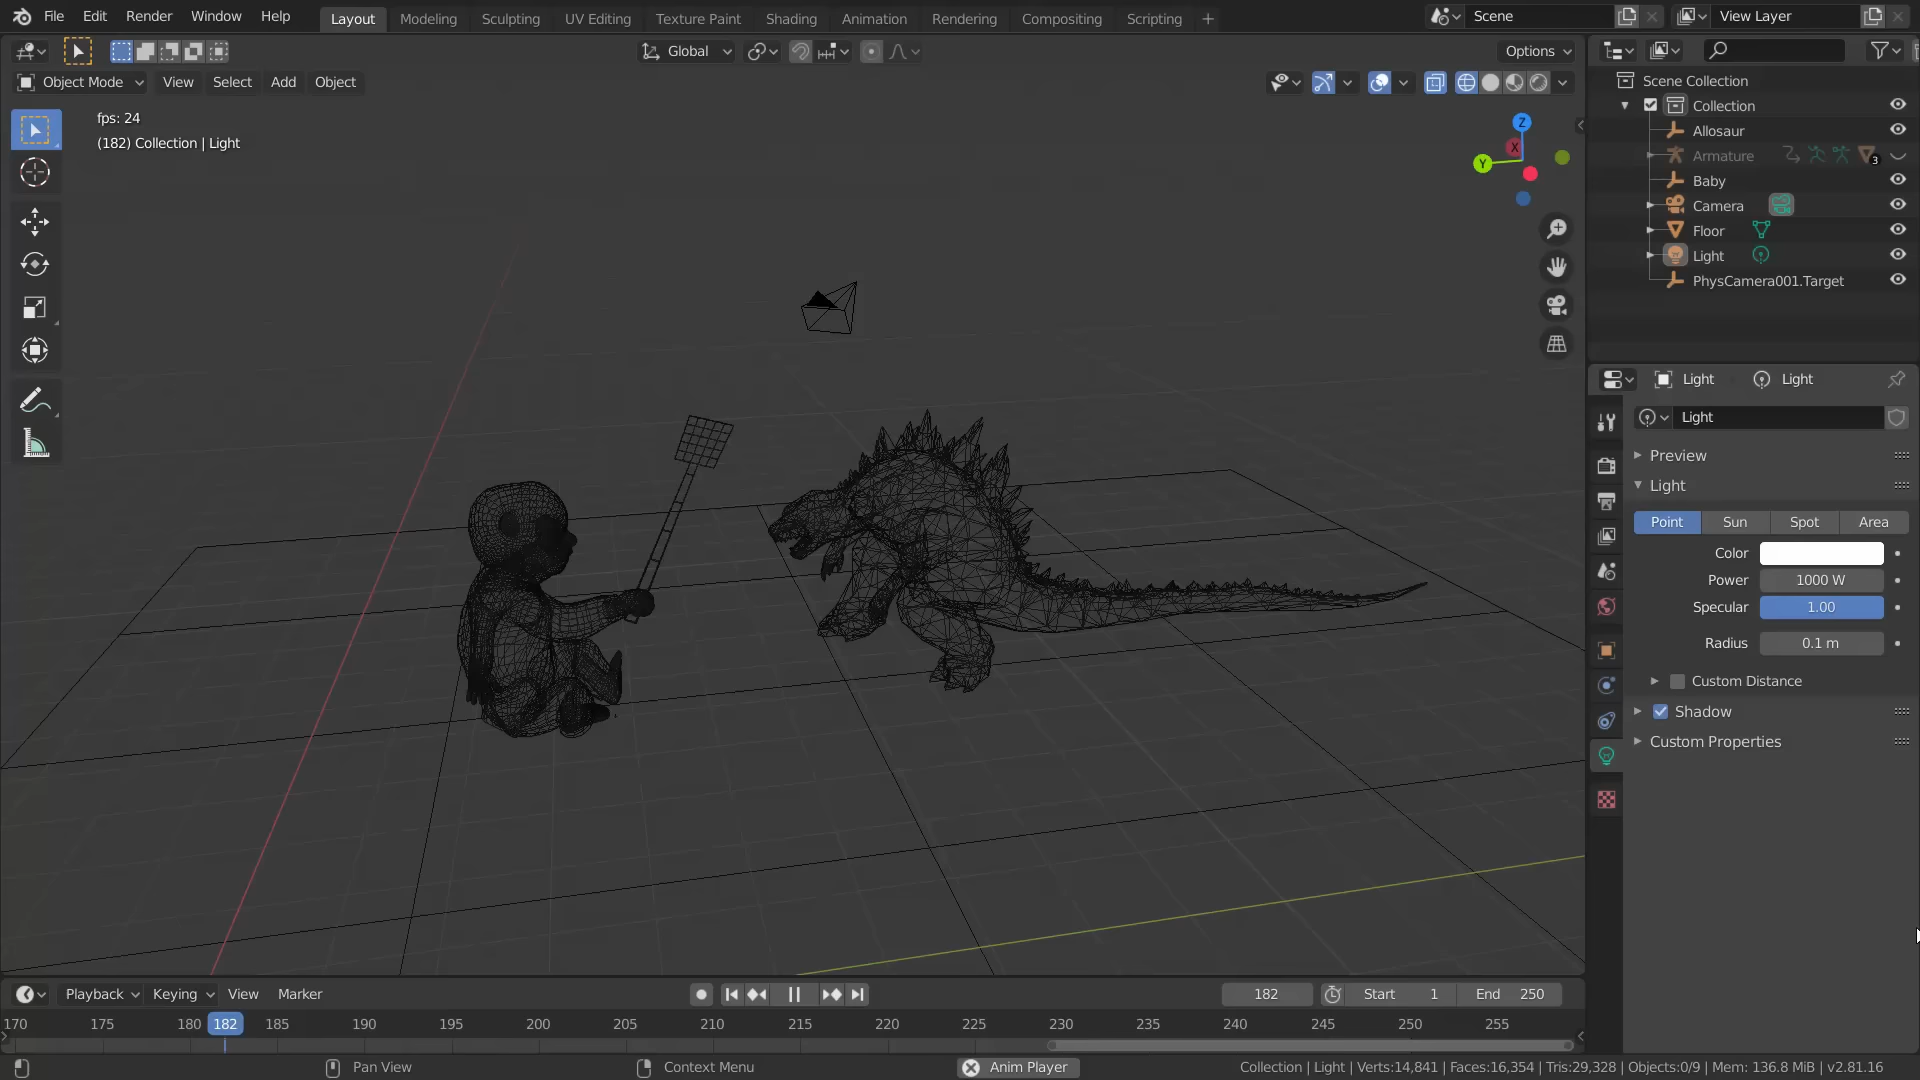 File Edit Render Window Help Layout Modeling Sculpting UV Editing Texture Paint Shading Animation Rendering Compositing Scripting + Scene View Layer
Global Options
Object Mode View Select Add Object
fps: 24
(182) Collection | Light
Z
X
Y
Scene Collection
Collection
Allosaur
Armature 3
Baby
Camera
Floor
Light
PhysCamera001.Target
Light Light
Light
Preview
Light
Point Sun Spot Area
Color
Power 1000 W
Specular 1.00
Radius 0.1 m
Custom Distance
Shadow
Custom Properties
Playback Keying View Marker 182 Start 1 End 250
170 175 180 182 185 190 195 200 205 210 215 220 225 230 235 240 245 250 255
Pan View Context Menu Anim Player Collection | Light | Verts:14,841 | Faces:16,354 | Tris:29,328 | Objects:0/9 | Mem: 136.8 MiB | v2.81.16